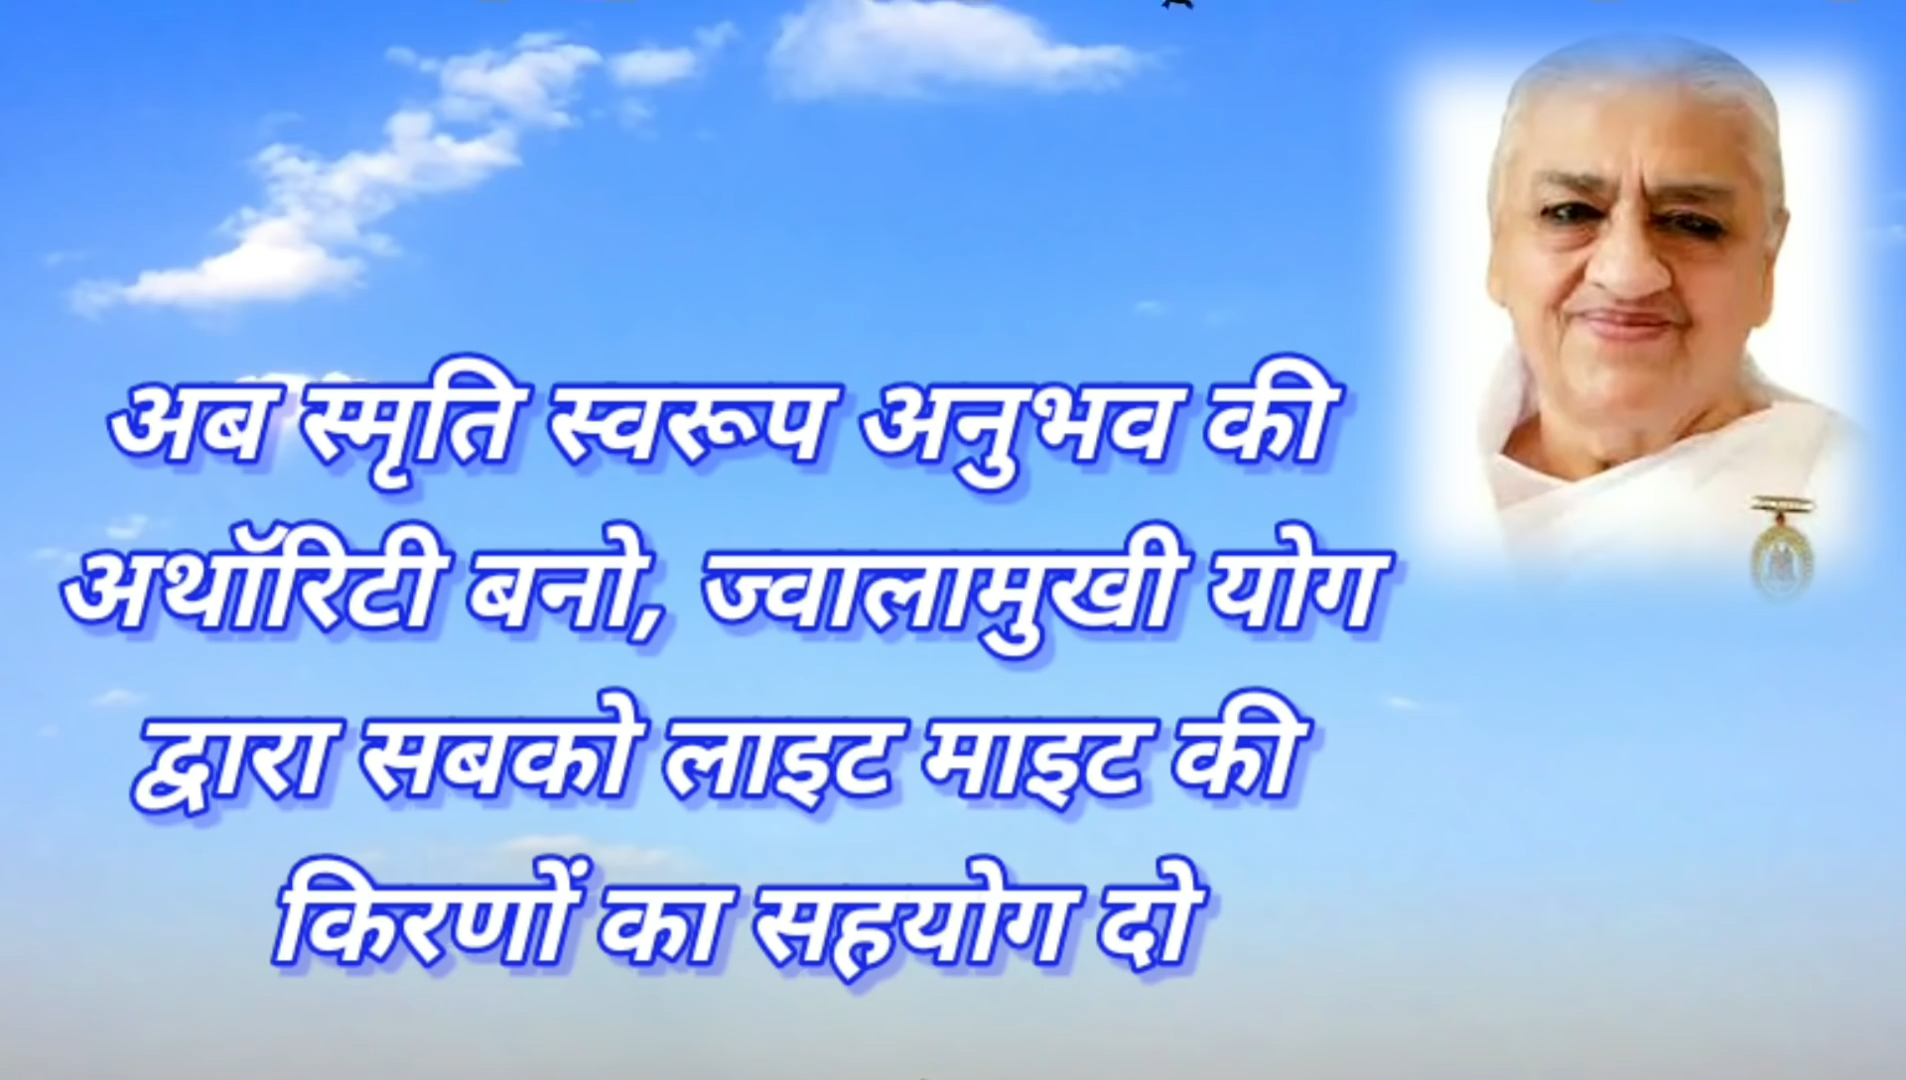 अब स्मृति स्वरूप अनुभव की
अथॉरिटी बनो, ज्वालामुखी योग
द्वारा सबको लाइट माइट की
किरणों का सहयोग दो